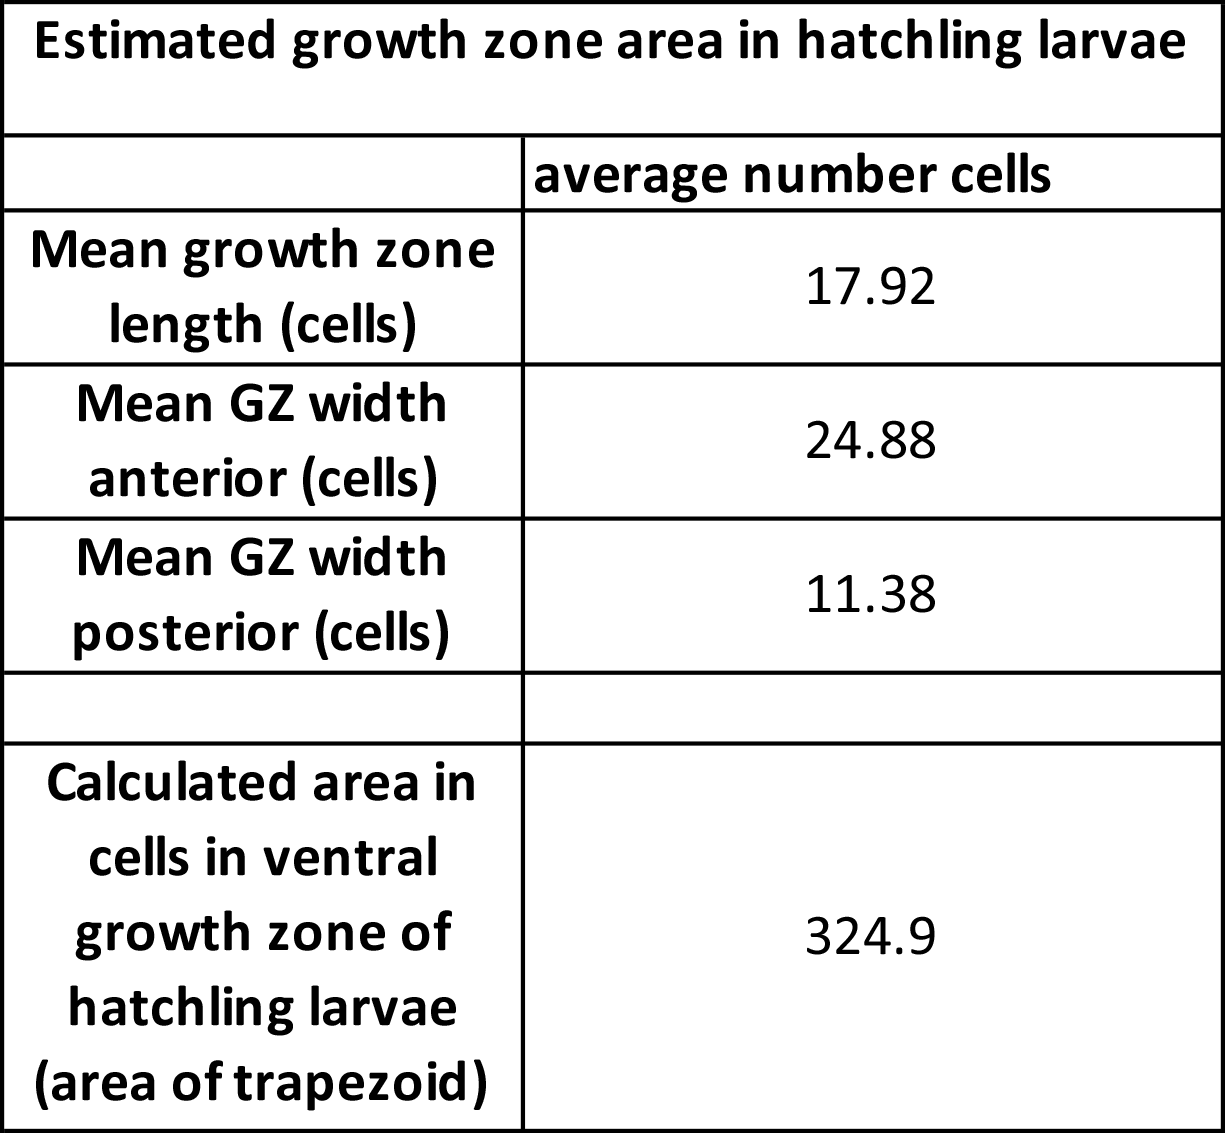 Estimated growth zone area in hatchling larvae
average number cells
Mean growth zone
length (cells)
17.92
Mean GZ width
anterior (cells)
24.88
Mean GZ width
posterior (cells)
11.38
Calculated area in
cells in ventral
growth zone of
hatchling larvae
(area of trapezoid)
324.9